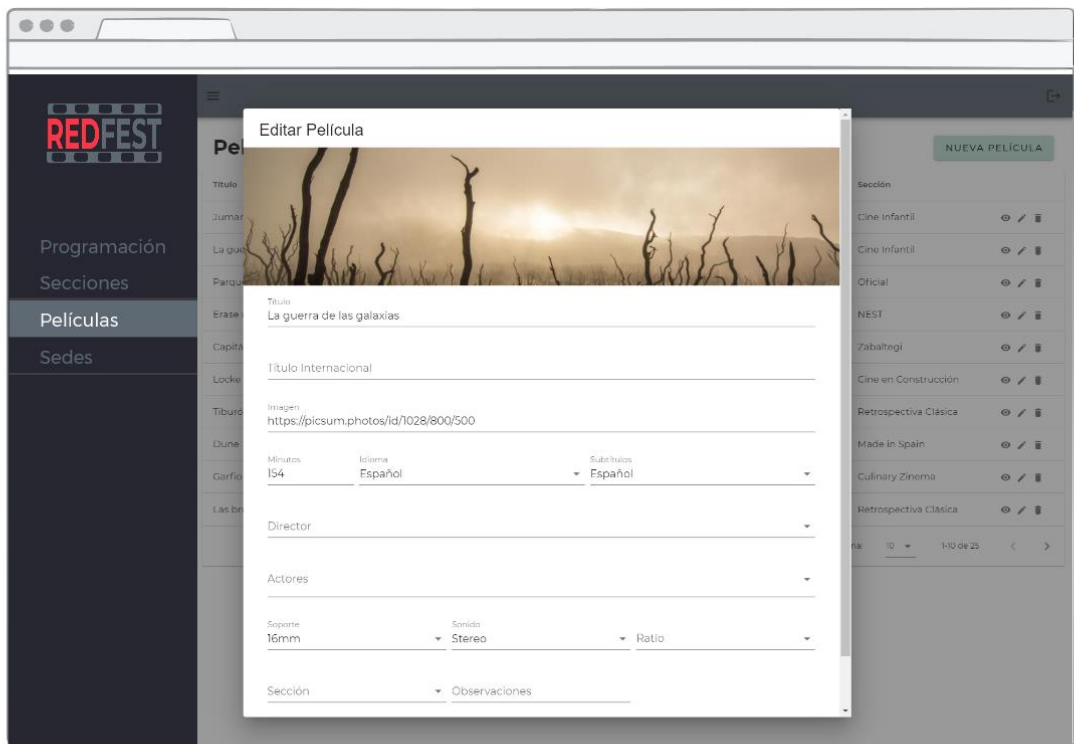 REDFEST
Programación
Secciones
Películas
Sedes
NUEVA PELÍCULA
Título
Sección
Cine Infantil
Cine Infantil
Oficial
NEST
Zabaltegi
Locke
Cine en Construcción
Retrospectiva Clásica
Dune
Made in Spain
Culinary Zinema
Retrospectiva Clásica
10
1-10 de 25
Editar Película
Título
La guerra de las galaxias
Título Internacional
Imagen
https://picsum.photos/id/1028/800/500
Minutos Idioma Subtítulos
154 Español Español
Director
Actores
Soporte Sonido
16mm Stereo Ratio
Sección Observaciones